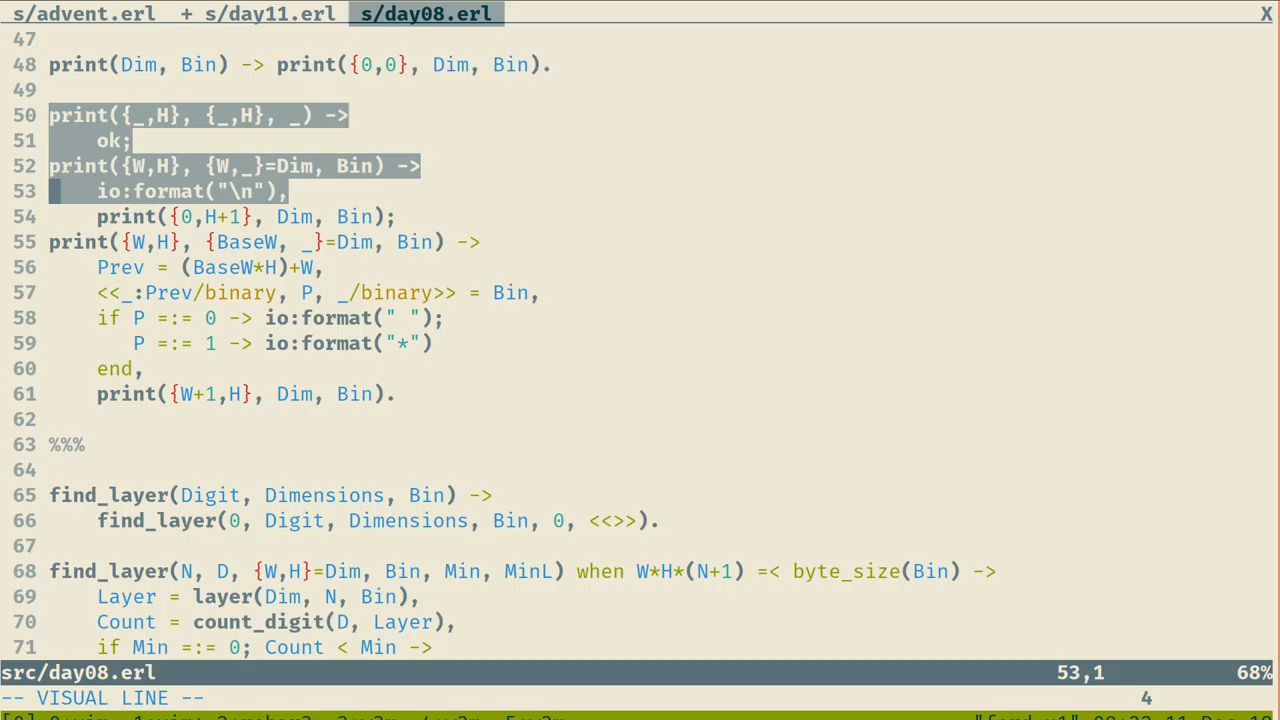 s/advent.erl  + s/day11.erl  s/day08.erl  X
47
48 print(Dim, Bin) -> print({0,0}, Dim, Bin).
49
50 print({_,H}, {_,H}, _) ->
51     ok;
52 print({W,H}, {W,_}=Dim, Bin) ->
53     io:format("\n"),
54     print({0,H+1}, Dim, Bin);
55 print({W,H}, {BaseW, _}=Dim, Bin) ->
56     Prev = (BaseW*H)+W,
57     <<_:Prev/binary, P, _/binary>> = Bin,
58     if P =:= 0 -> io:format(" ");
59        P =:= 1 -> io:format("*")
60     end,
61     print({W+1,H}, Dim, Bin).
62
63 %%%
64
65 find_layer(Digit, Dimensions, Bin) ->
66     find_layer(0, Digit, Dimensions, Bin, 0, <<>>).
67
68 find_layer(N, D, {W,H}=Dim, Bin, Min, MinL) when W*H*(N+1) =< byte_size(Bin) ->
69     Layer = layer(Dim, N, Bin),
70     Count = count_digit(D, Layer),
71     if Min =:= 0; Count < Min ->
src/day08.erl 53,1 68%
-- VISUAL LINE -- 4